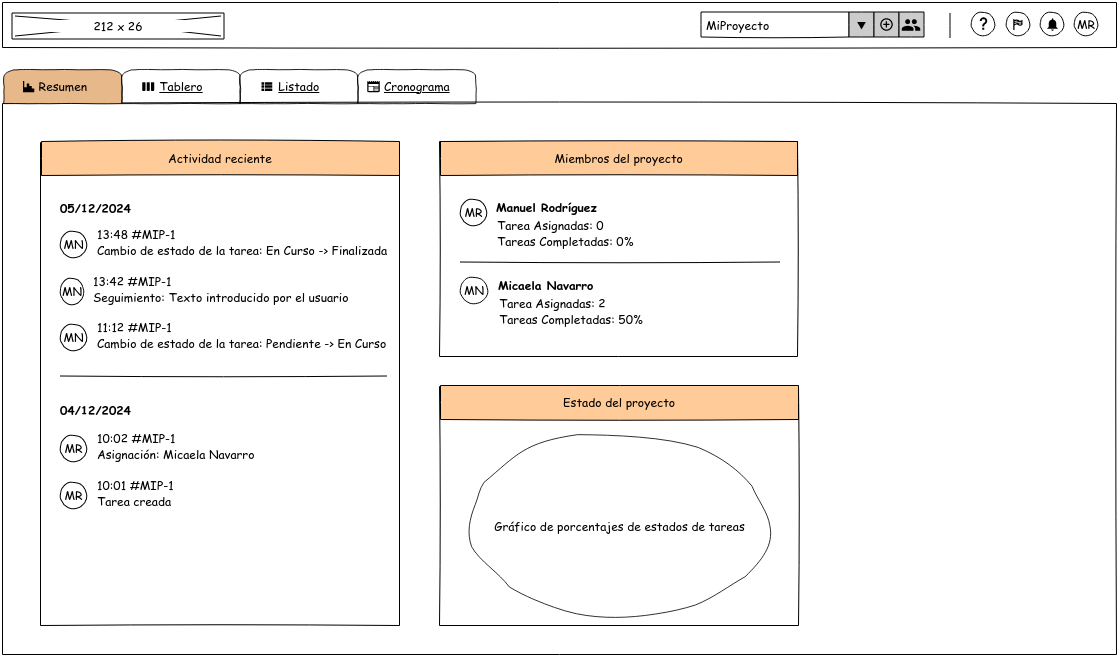 212 x 26
MiProyecto
?
MR
Resumen
Tablero
Listado
Cronograma
Actividad reciente
05/12/2024
MN
13:48 #MIP-1
Cambio de estado de la tarea: En Curso -> Finalizada
MN
13:42 #MIP-1
Seguimiento: Texto introducido por el usuario
MN
11:12 #MIP-1
Cambio de estado de la tarea: Pendiente -> En Curso
04/12/2024
MR
10:02 #MIP-1
Asignación: Micaela Navarro
MR
10:01 #MIP-1
Tarea creada
Miembros del proyecto
MR
Manuel Rodríguez
Tarea Asignadas: 0
Tareas Completadas: 0%
MN
Micaela Navarro
Tarea Asignadas: 2
Tareas Completadas: 50%
Estado del proyecto
Gráfico de porcentajes de estados de tareas